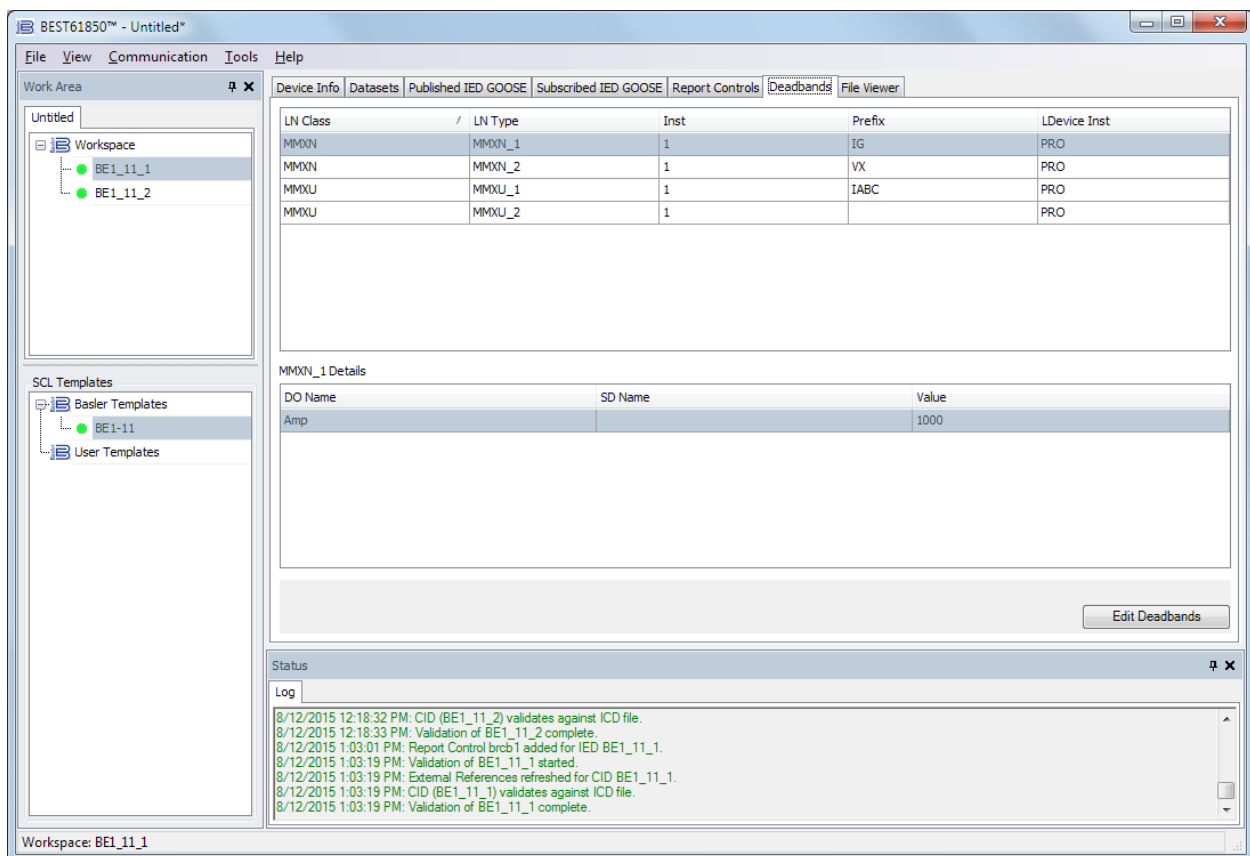 BEST61850™ - Untitled*
File View Communication Tools Help
Work Area
Untitled
Workspace
BE1_11_1
BE1_11_2
SCL Templates
Basler Templates
BE1-11
User Templates
Device Info Datasets Published IED GOOSE Subscribed IED GOOSE Report Controls Deadbands File Viewer
LN Class / LN Type Inst Prefix LDevice Inst
MMXN MMXN_1 1 IG PRO
MMXN MMXN_2 1 VX PRO
MMXU MMXU_1 1 IABC PRO
MMXU MMXU_2 1 PRO
MMXN_1 Details
DO Name SD Name Value
Amp 1000
Edit Deadbands
Status
Log
8/12/2015 12:18:32 PM: CID (BE1_11_2) validates against ICD file.
8/12/2015 12:18:33 PM: Validation of BE1_11_2 complete.
8/12/2015 1:03:01 PM: Report Control brcb1 added for IED BE1_11_1.
8/12/2015 1:03:19 PM: Validation of BE1_11_1 started.
8/12/2015 1:03:19 PM: External References refreshed for CID BE1_11_1.
8/12/2015 1:03:19 PM: CID (BE1_11_1) validates against ICD file.
8/12/2015 1:03:19 PM: Validation of BE1_11_1 complete.
Workspace: BE1_11_1